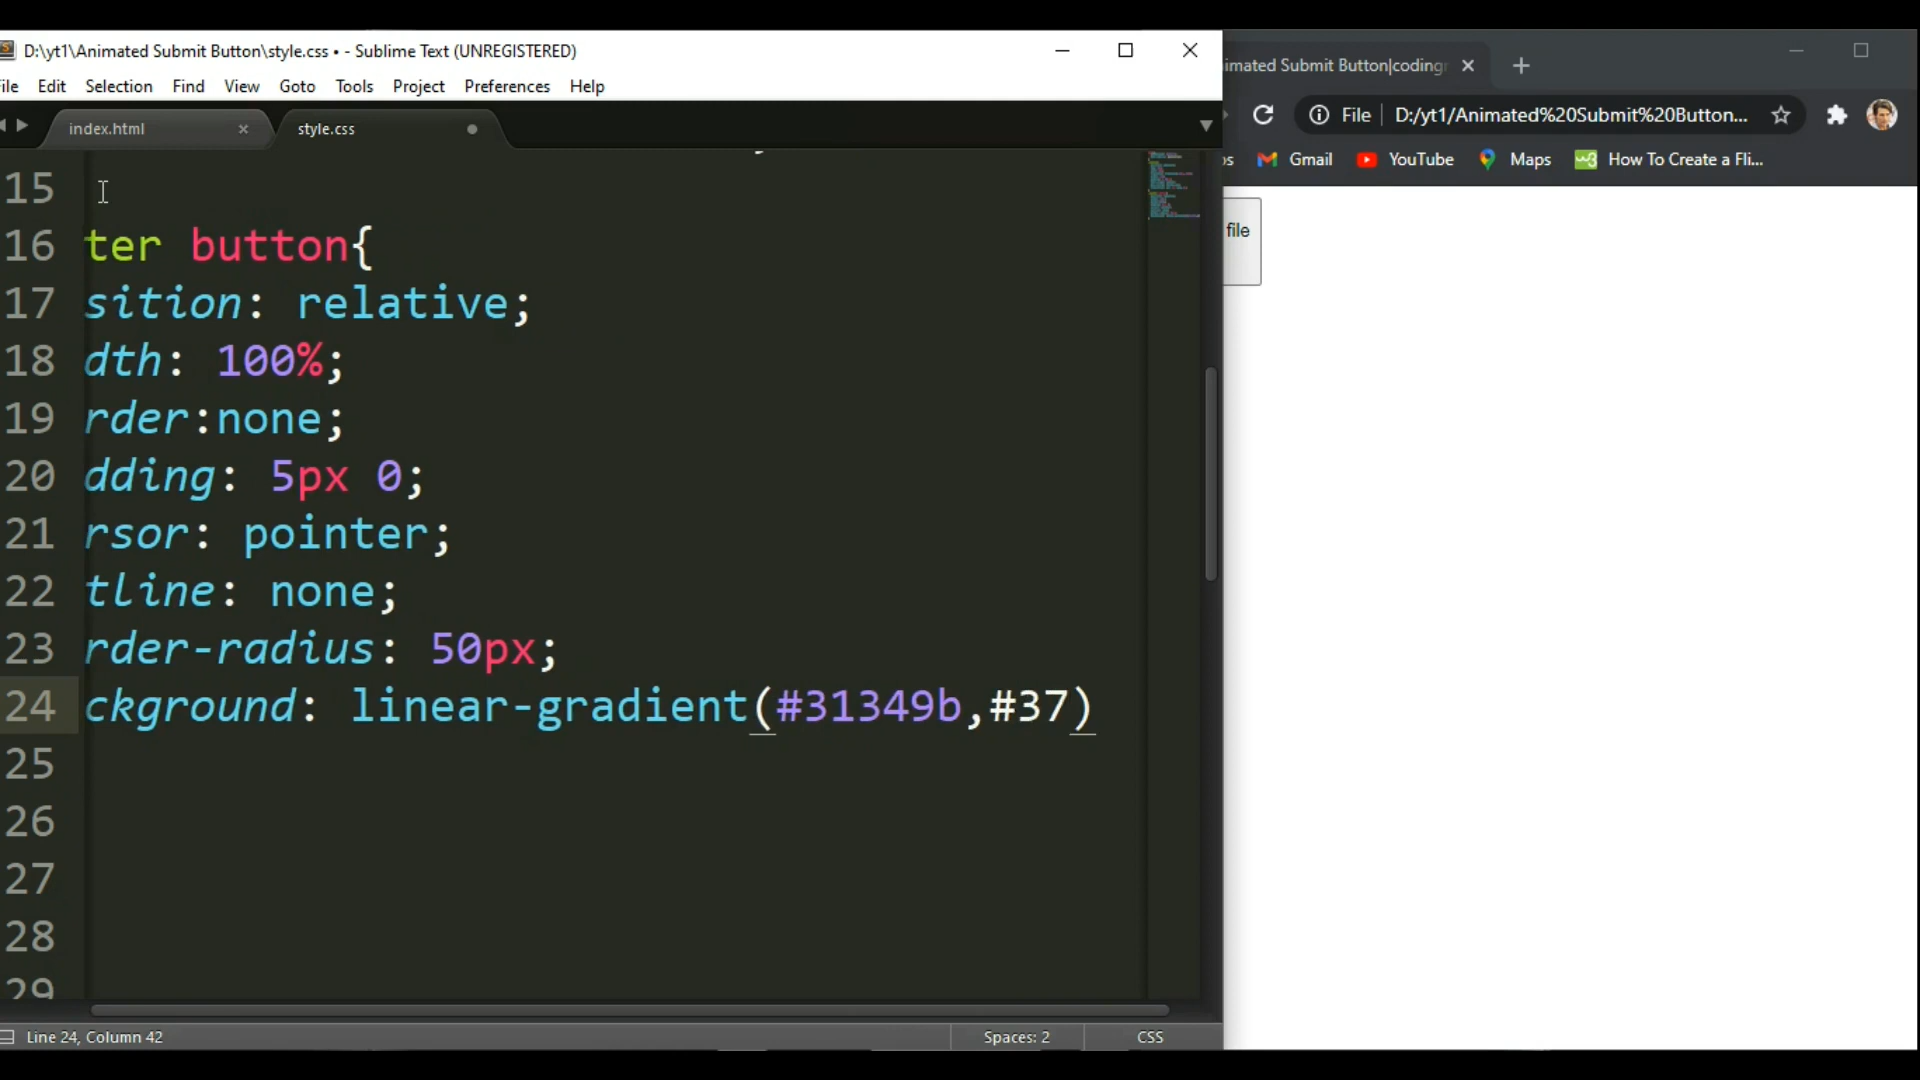 D:\yt1\Animated Submit Button\style.css • - Sublime Text (UNREGISTERED)
File Edit Selection Find View Goto Tools Project Preferences Help
index.html style.css
15
16 ter button{
17 sition: relative;
18 dth: 100%;
19 rder:none;
20 dding: 5px 0;
21 rsor: pointer;
22 tline: none;
23 rder-radius: 50px;
24 ckground: linear-gradient(#31349b,#37)
25
26
27
28
29
Line 24, Column 42 Spaces: 2 CSS
imated Submit Button|coding
File D:/yt1/Animated%20Submit%20Button...
ps Gmail YouTube Maps How To Create a Fli...
file